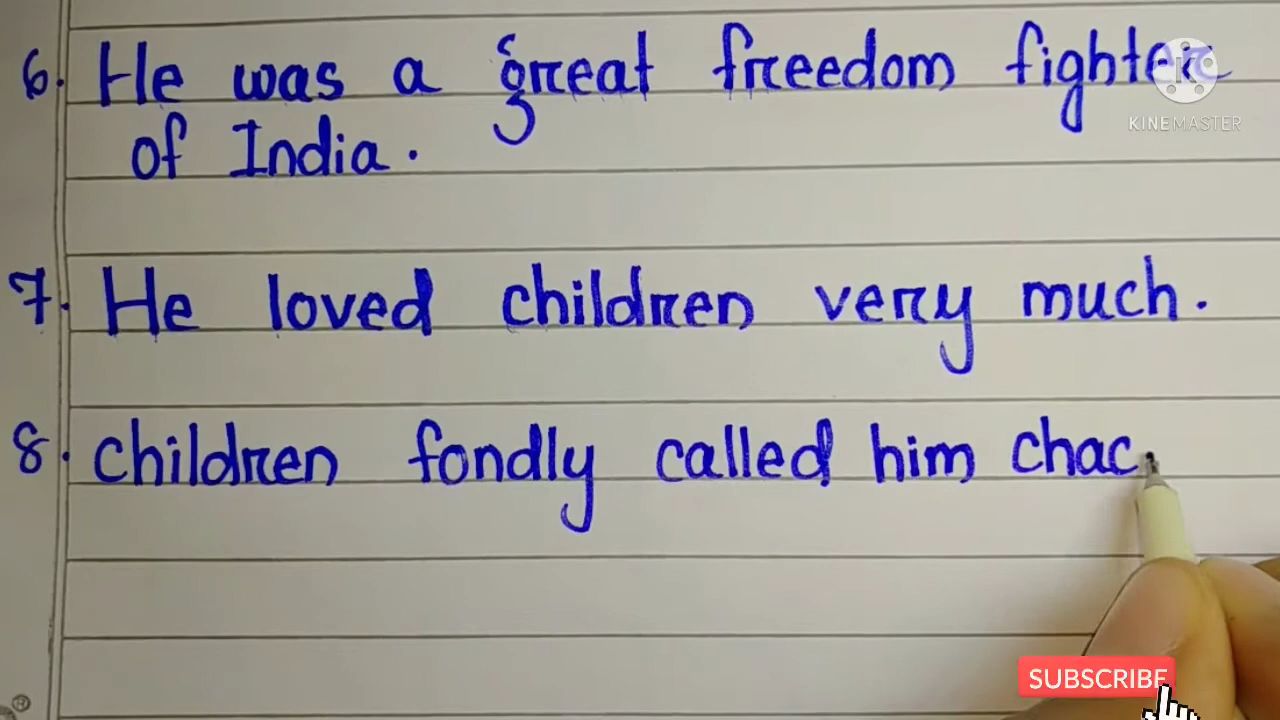 6. He was a great freedom fighter
KINEMASTER
of India.
7. He loved children very much.
8. children fondly called him chac
SUBSCRIBE